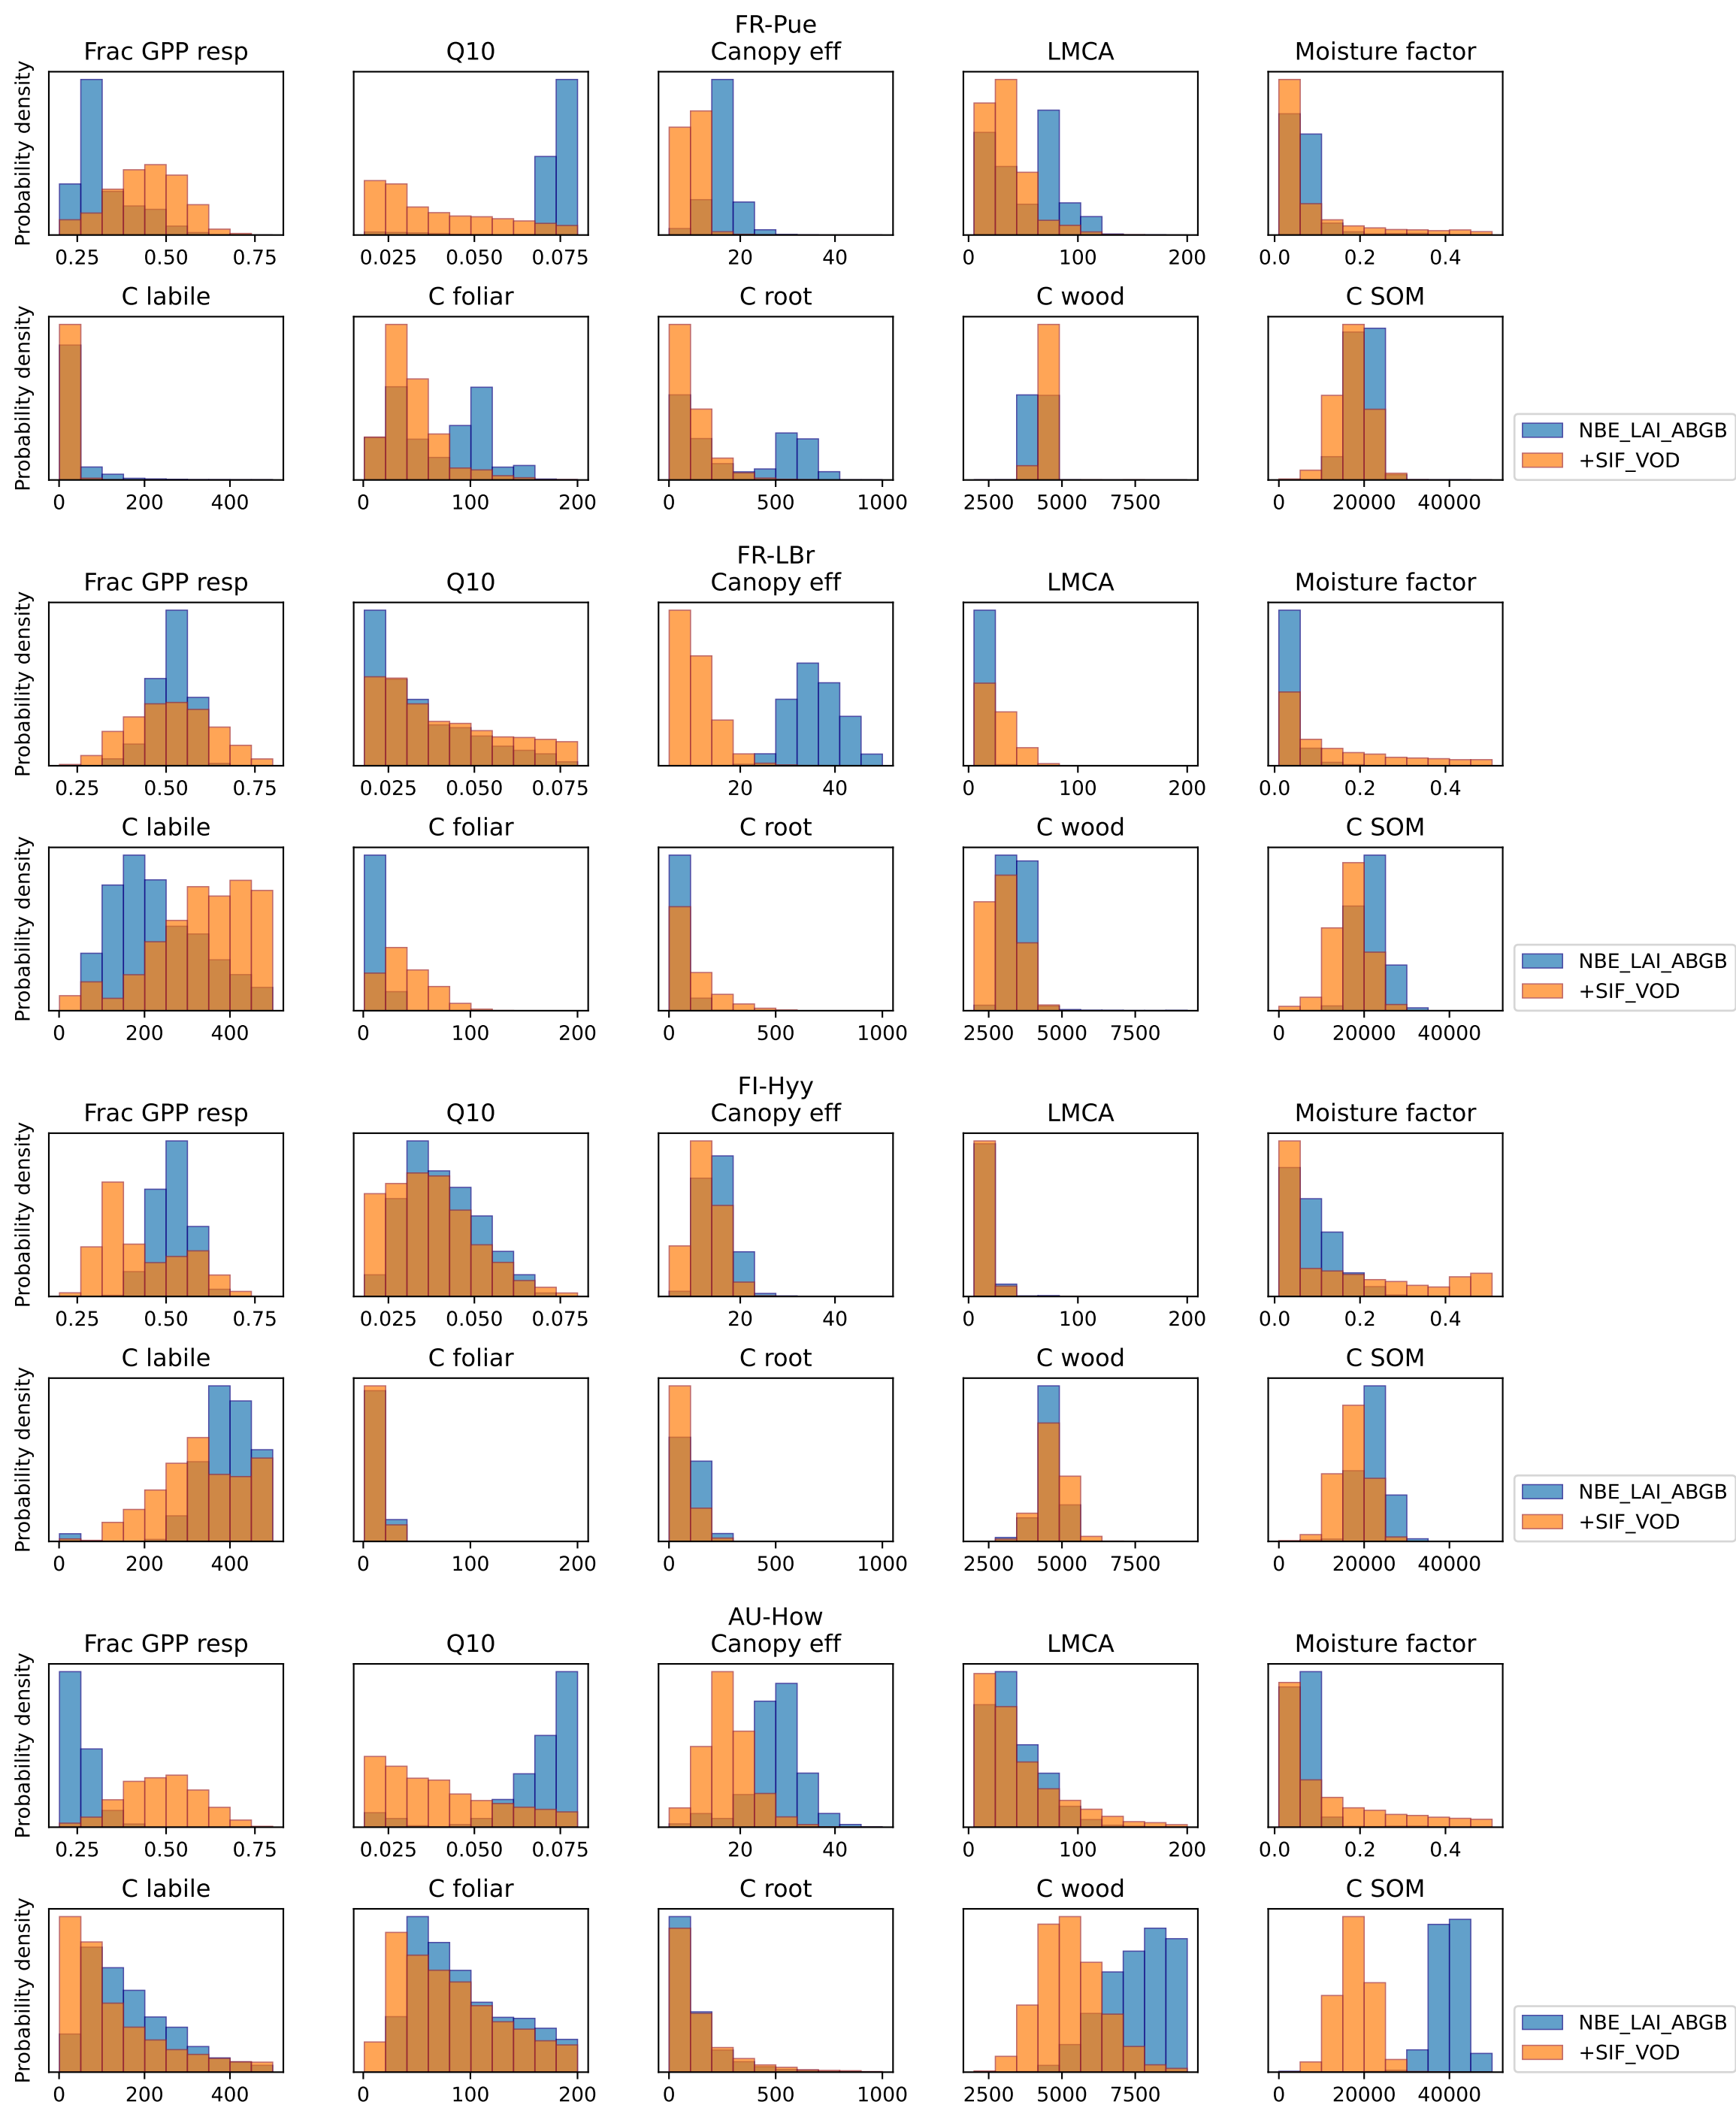 FR-Pue
Frac GPP resp Q10 Canopy eff LMCA Moisture factor
Probability density
0.25 0.50 0.75 0.025 0.050 0.075 20 40 0 100 200 0.0 0.2 0.4
C labile C foliar C root C wood C SOM
Probability density
0 200 400 0 100 200 0 500 1000 2500 5000 7500 0 20000 40000
NBE_LAI_ABGB
+SIF_VOD
FR-LBr
Frac GPP resp Q10 Canopy eff LMCA Moisture factor
Probability density
0.25 0.50 0.75 0.025 0.050 0.075 20 40 0 100 200 0.0 0.2 0.4
C labile C foliar C root C wood C SOM
Probability density
0 200 400 0 100 200 0 500 1000 2500 5000 7500 0 20000 40000
NBE_LAI_ABGB
+SIF_VOD
FI-Hyy
Frac GPP resp Q10 Canopy eff LMCA Moisture factor
Probability density
0.25 0.50 0.75 0.025 0.050 0.075 20 40 0 100 200 0.0 0.2 0.4
C labile C foliar C root C wood C SOM
Probability density
0 200 400 0 100 200 0 500 1000 2500 5000 7500 0 20000 40000
NBE_LAI_ABGB
+SIF_VOD
AU-How
Frac GPP resp Q10 Canopy eff LMCA Moisture factor
Probability density
0.25 0.50 0.75 0.025 0.050 0.075 20 40 0 100 200 0.0 0.2 0.4
C labile C foliar C root C wood C SOM
Probability density
0 200 400 0 100 200 0 500 1000 2500 5000 7500 0 20000 40000
NBE_LAI_ABGB
+SIF_VOD